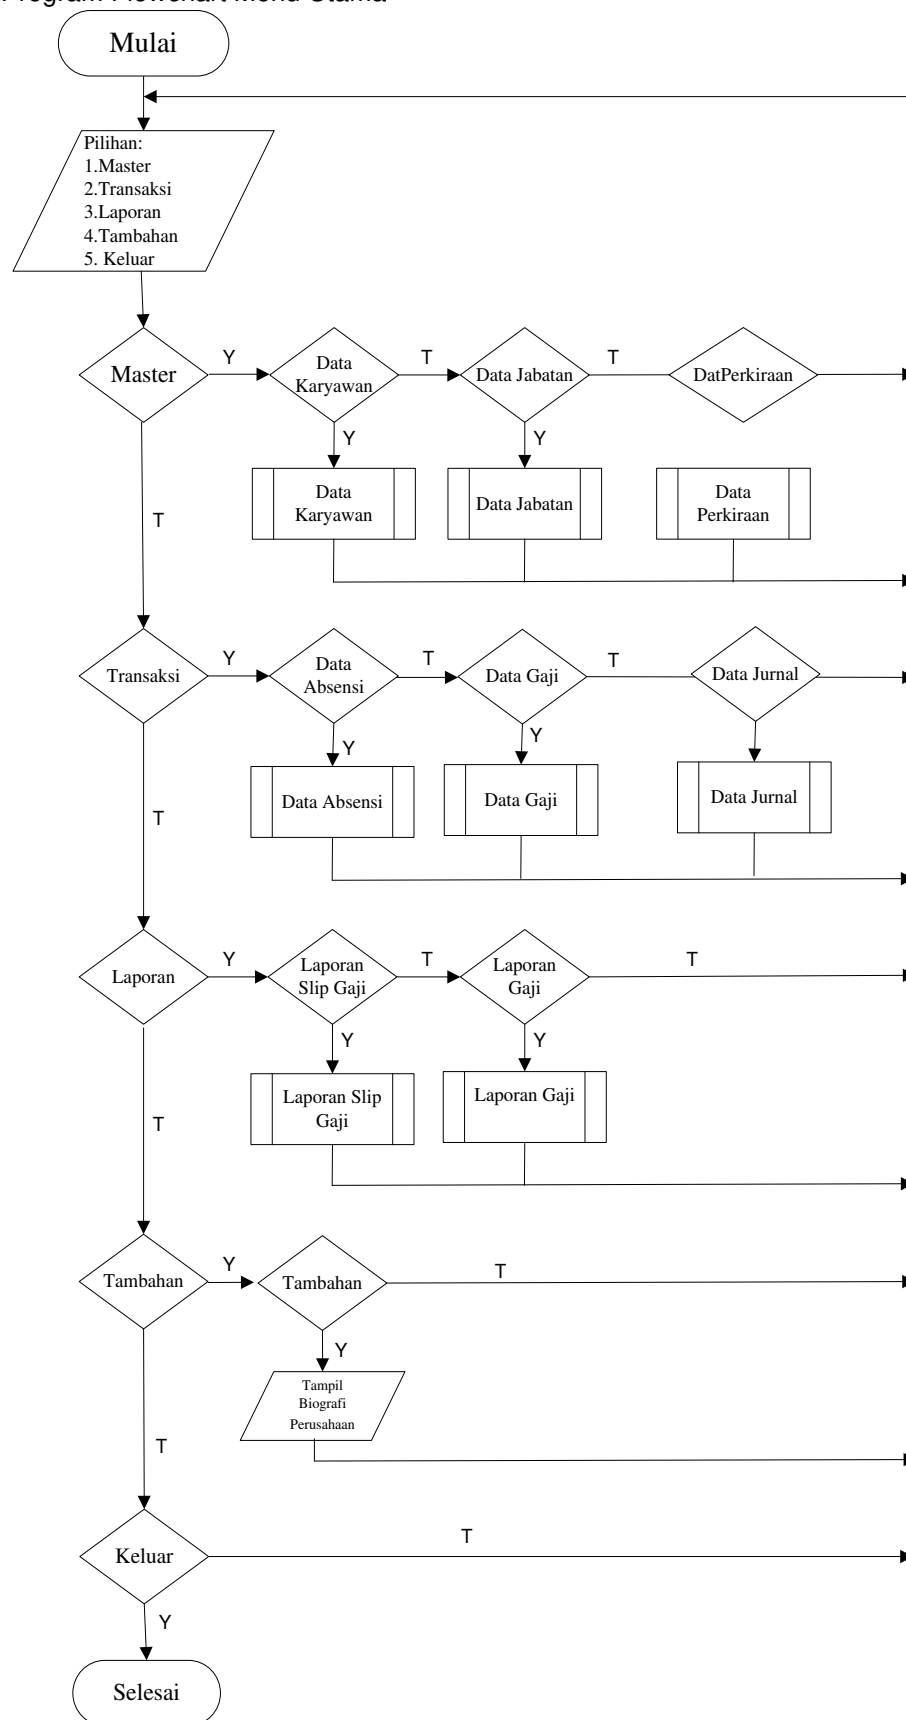 Program Flowchart Menu Utama
Mulai
Pilihan:
1.Master
2.Transaksi
3.Laporan
4.Tambahan
5. Keluar
Master
Y
Data
Karyawan
T
Data Jabatan
T
DatPerkiraan
Y
Y
Data
Karyawan
Data Jabatan
Data
Perkiraan
T
Transaksi
Y
Data
Absensi
T
Data Gaji
T
Data Jurnal
Y
Y
Data Absensi
Data Gaji
Data Jurnal
T
Laporan
Y
Laporan
Slip Gaji
T
Laporan
Gaji
T
Y
Y
Laporan Slip
Gaji
Laporan Gaji
T
Tambahan
Y
Tambahan
T
Y
Tampil
Biografi
Perusahaan
T
Keluar
T
Y
Selesai